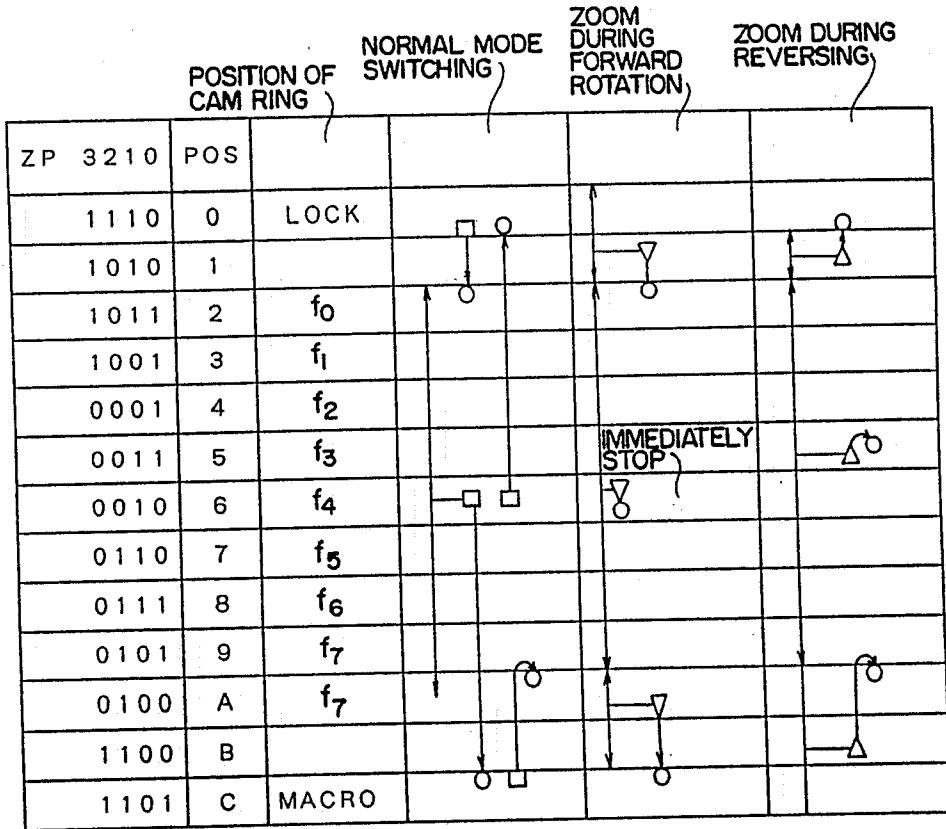 POSITION OF
CAM RING
NORMAL MODE
SWITCHING
ZOOM
DURING
FORWARD
ROTATION
ZOOM DURING
REVERSING
ZP 3210 POS
1110 0 LOCK
1010 1
1011 2 f0
1001 3 f1
0001 4 f2
0011 5 f3
IMMEDIATELY
STOP
0010 6 f4
0110 7 f5
0111 8 f6
0101 9 f7
0100 A f7
1100 B
1101 C MACRO